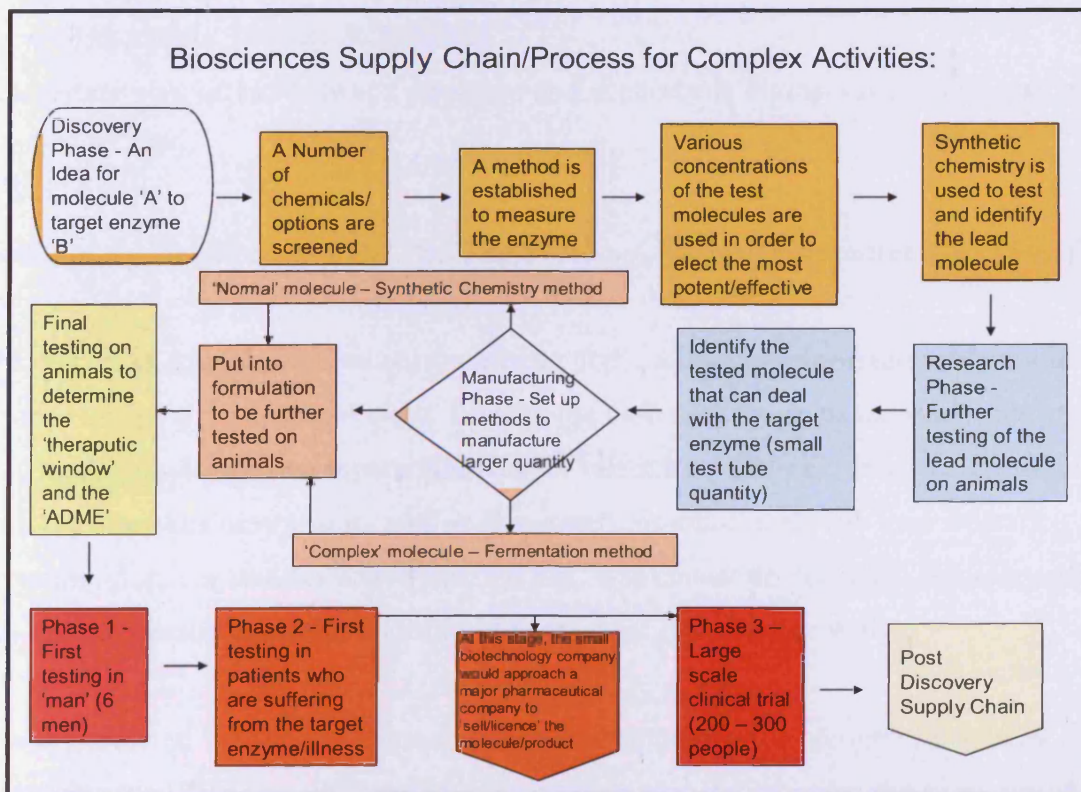 Biosciences Supply Chain/Process for Complex Activities:
Discovery
Phase - An
Idea for
molecule 'A' to
target enzyme
'B'
A Number
of
chemicals/
options are
screened
A method is
established
to measure
the enzyme
Various
concentrations
of the test
molecules are
used in order to
elect the most
potent/effective
Synthetic
chemistry is
used to test
and identify
the lead
molecule
Research
Phase -
Further
testing of the
lead molecule
on animals
Identify the
tested molecule
that can deal
with the target
enzyme (small
test tube
quantity)
Manufacturing
Phase - Set up
methods to
manufacture
larger quantity
'Normal' molecule – Synthetic Chemistry method
'Complex' molecule – Fermentation method
Put into
formulation
to be further
tested on
animals
Final
testing on
animals to
determine
the
'theraputic
window'
and the
'ADME'
Phase 1 -
First
testing in
'man' (6
men)
Phase 2 - First
testing in
patients who
are suffering
from the target
enzyme/illness
At this stage, the small
biotechnology company
would approach a
major pharmaceutical
company to
'sell/licence' the
molecule/product
Phase 3 –
Large
scale
clinical trial
(200 – 300
people)
Post
Discovery
Supply Chain